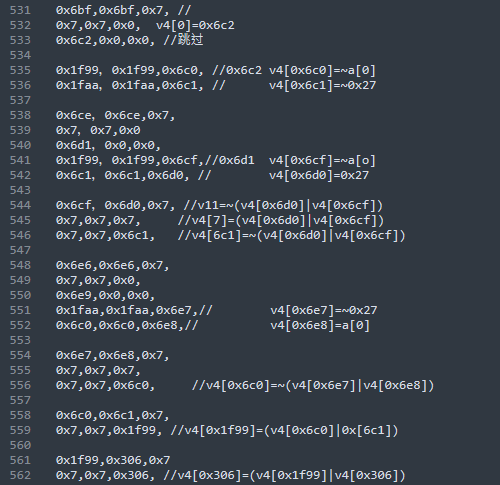 531 0x6bf,0x6bf,0x7, //
532 0x7,0x7,0x0, v4[0]=0x6c2
533 0x6c2,0x0,0x0, //跳过
534
535 0x1f99, 0x1f99,0x6c0, //0x6c2 v4[0x6c0]=~a[0]
536 0x1faa, 0x1faa,0x6c1, // v4[0x6c1]=~0x27
537
538 0x6ce, 0x6ce,0x7,
539 0x7, 0x7,0x0
540 0x6d1, 0x0,0x0,
541 0x1f99, 0x1f99,0x6cf,//0x6d1 v4[0x6cf]=~a[o]
542 0x6c1, 0x6c1,0x6d0, // v4[0x6d0]=0x27
543
544 0x6cf, 0x6d0,0x7, //v11=~(v4[0x6d0]|v4[0x6cf])
545 0x7,0x7,0x7, //v4[7]=(v4[0x6d0]|v4[0x6cf])
546 0x7,0x7,0x6c1, //v4[6c1]=~(v4[0x6d0]|v4[0x6cf])
547
548 0x6e6,0x6e6,0x7,
549 0x7,0x7,0x0,
550 0x6e9,0x0,0x0,
551 0x1faa,0x1faa,0x6e7,// v4[0x6e7]=~0x27
552 0x6c0,0x6c0,0x6e8,// v4[0x6e8]=a[0]
553
554 0x6e7,0x6e8,0x7,
555 0x7,0x7,0x7,
556 0x7,0x7,0x6c0, //v4[0x6c0]=~(v4[0x6e7]|v4[0x6e8])
557
558 0x6c0,0x6c1,0x7,
559 0x7,0x7,0x1f99, //v4[0x1f99]=(v4[0x6c0]|0x[6c1])
560
561 0x1f99,0x306,0x7
562 0x7,0x7,0x306, //v4[0x306]=(v4[0x1f99]|v4[0x306])